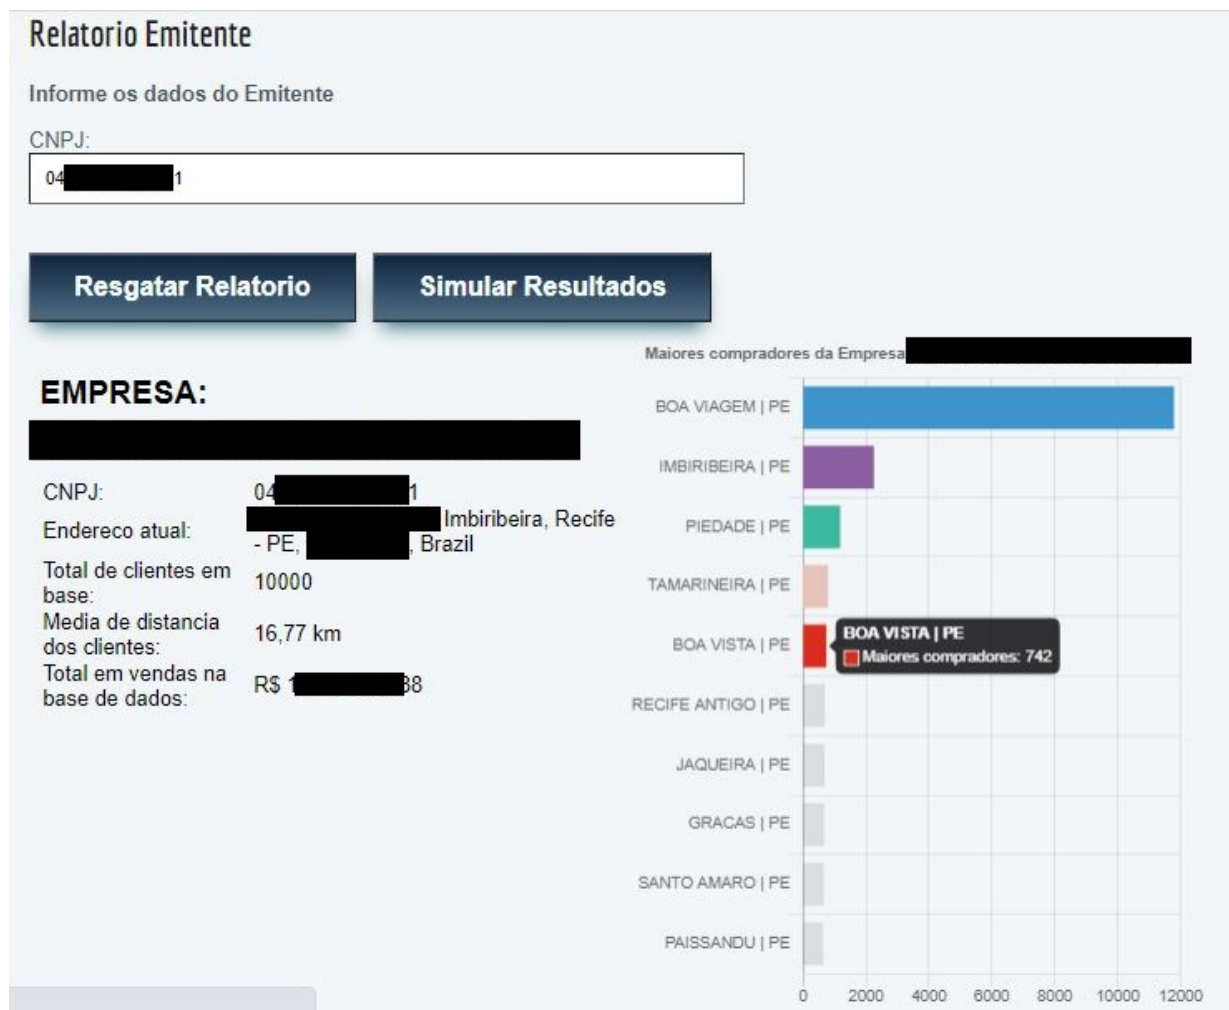 Relatorio Emitente
Informe os dados do Emitente
CNPJ:
04 1
Resgatar Relatorio
Simular Resultados
EMPRESA:
CNPJ: 04 1
Endereco atual: Imbiribeira, Recife
- PE, , Brazil
Total de clientes em
base: 10000
Media de distancia
dos clientes: 16,77 km
Total em vendas na
base de dados: R$ 1 38
Maiores compradores da Empresa
BOA VIAGEM | PE
IMBIRIBEIRA | PE
PIEDADE | PE
TAMARINEIRA | PE
BOA VISTA | PE
BOA VISTA | PE
Maiores compradores: 742
RECIFE ANTIGO | PE
JAQUEIRA | PE
GRACAS | PE
SANTO AMARO | PE
PAISSANDU | PE
0 2000 4000 6000 8000 10000 12000